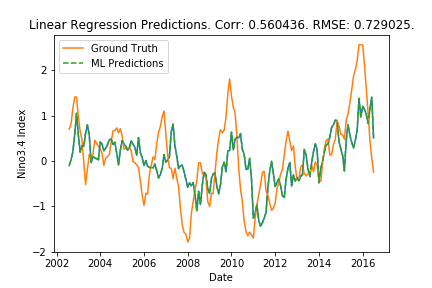 Linear Regression Predictions. Corr: 0.560436. RMSE: 0.729025.
Ground Truth
ML Predictions
Nino3.4 Index
2
1
0
−1
−2
2002 2004 2006 2008 2010 2012 2014 2016
Date